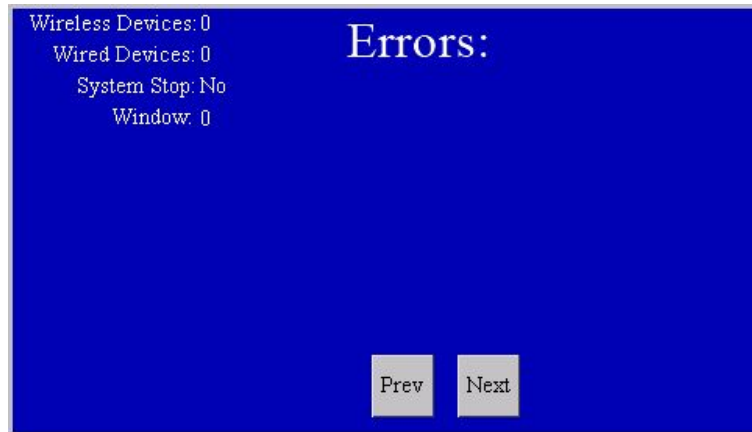 Wireless Devices: 0
Wired Devices: 0
System Stop: No
Window: 0
Errors:
Prev
Next